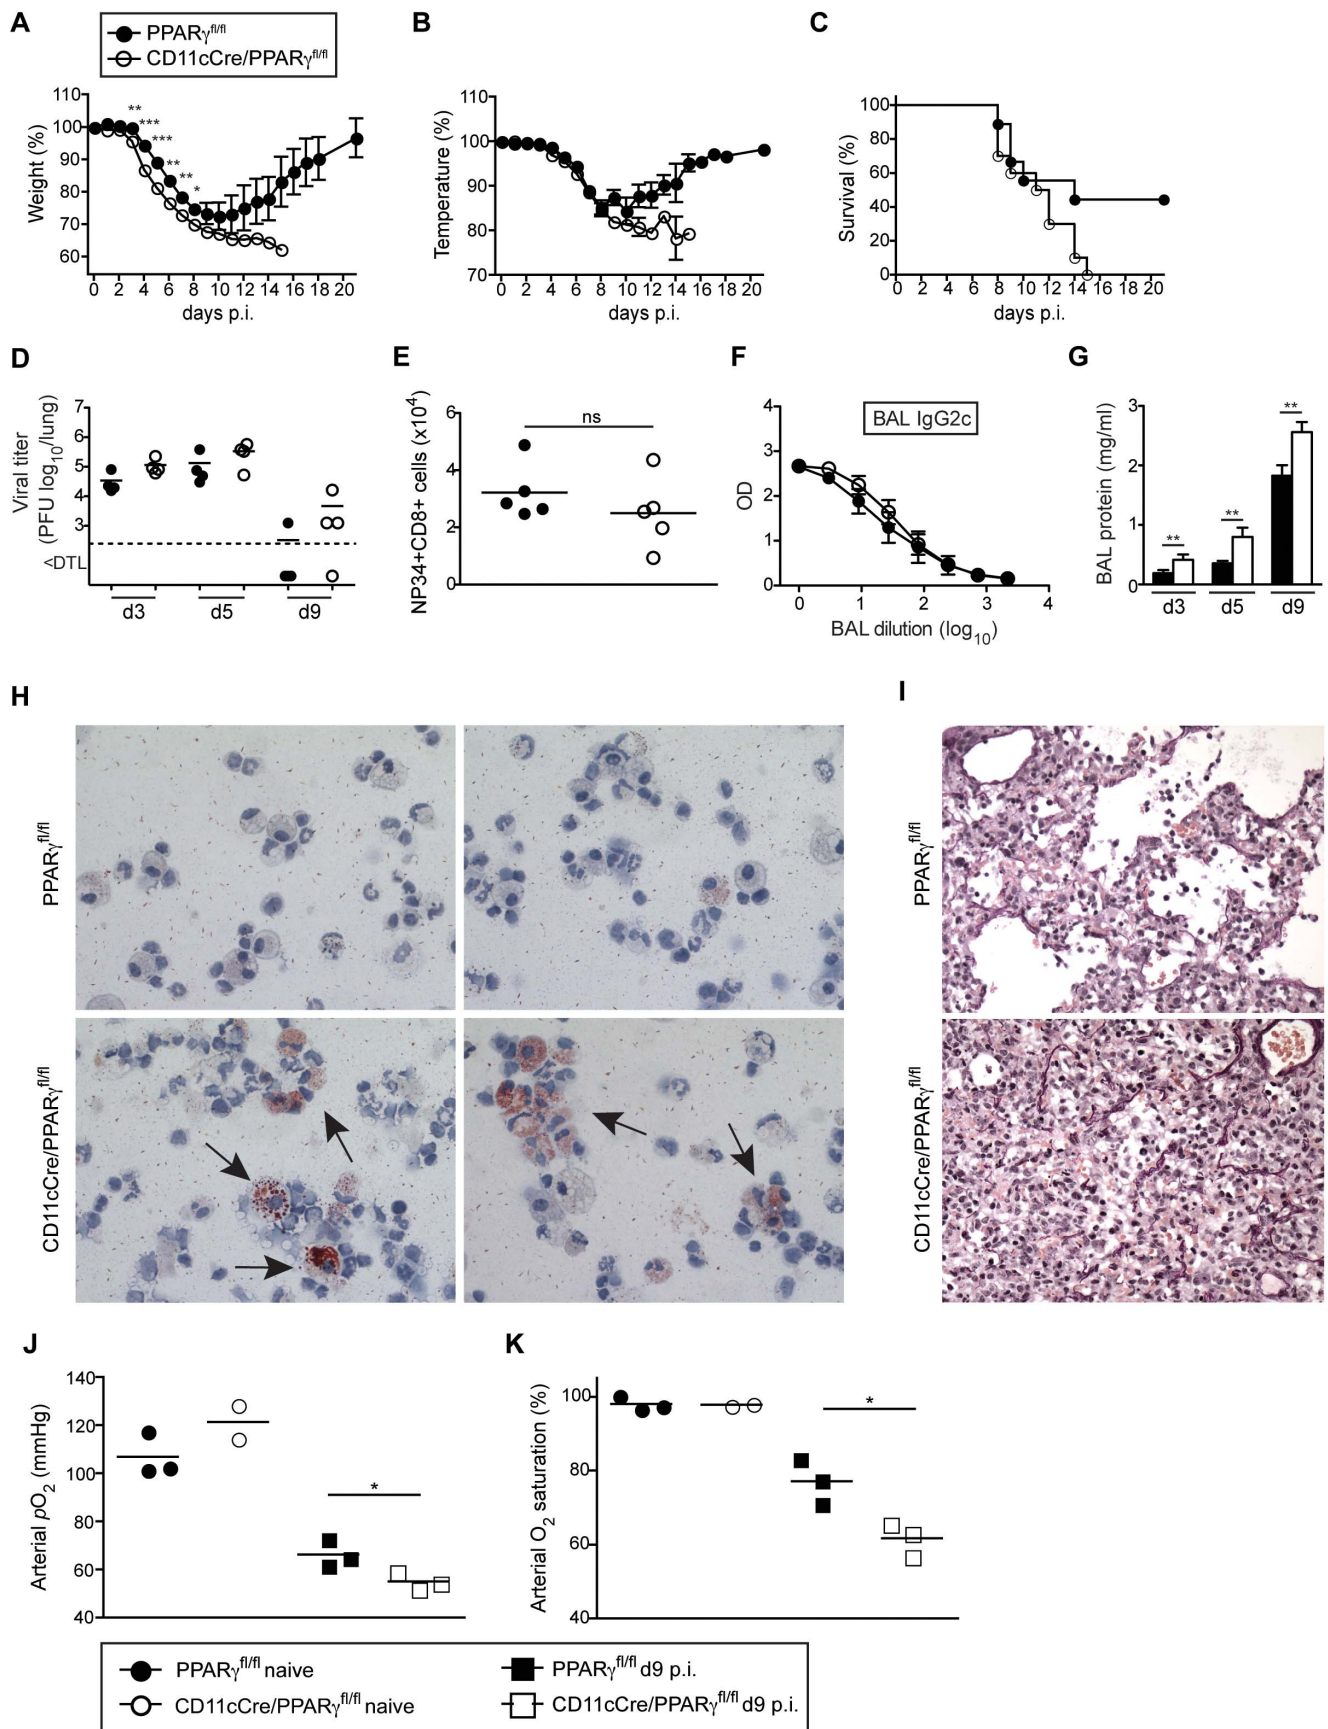 A
PPARγfl/fl
CD11cCre/PPARγfl/fl
110
100
90
80
70
60
Weight (%)
**
***
***
**
**
*
0 2 4 6 8 10 12 14 16 18 20
days p.i.
B
110
100
90
80
70
Temperature (%)
0 2 4 6 8 10 12 14 16 18 20
days p.i.
C
100
80
60
40
20
0
Survival (%)
0 2 4 6 8 10 12 14 16 18 20
days p.i.
D
7
6
5
4
3
<DTL
Viral titer
(PFU log10/lung)
d3 d5 d9
E
6
4
2
0
NP34+CD8+ cells (x10⁴)
ns
F
BAL IgG2c
4
3
2
1
0
OD
0 1 2 3 4
BAL dilution (log10)
G
3
2
1
0
BAL protein (mg/ml)
** ** **
d3 d5 d9
H
PPARγfl/fl
CD11cCre/PPARγfl/fl
I
PPARγfl/fl
CD11cCre/PPARγfl/fl
J
140
120
100
80
60
40
Arterial pO2 (mmHg)
*
K
100
80
60
40
Arterial O2 saturation (%)
*
PPARγfl/fl naive
CD11cCre/PPARγfl/fl naive
PPARγfl/fl d9 p.i.
CD11cCre/PPARγfl/fl d9 p.i.